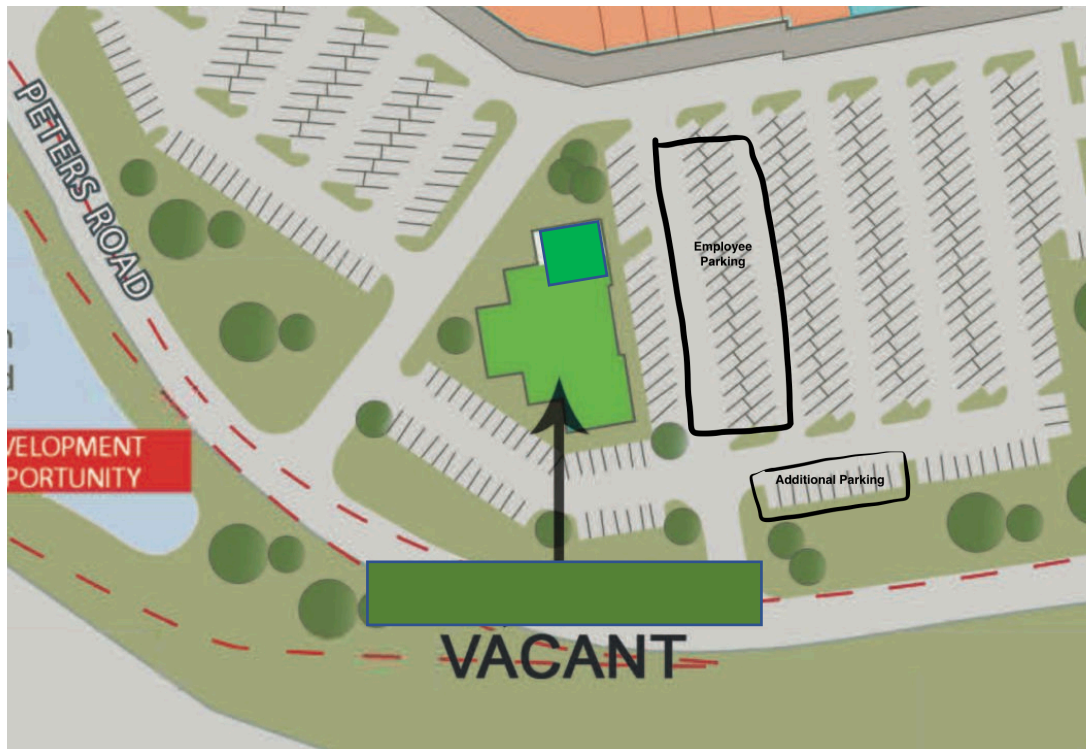 PETERS ROAD
Employee
Parking
VELOPMENT
PORTUNITY
Additional Parking
VACANT